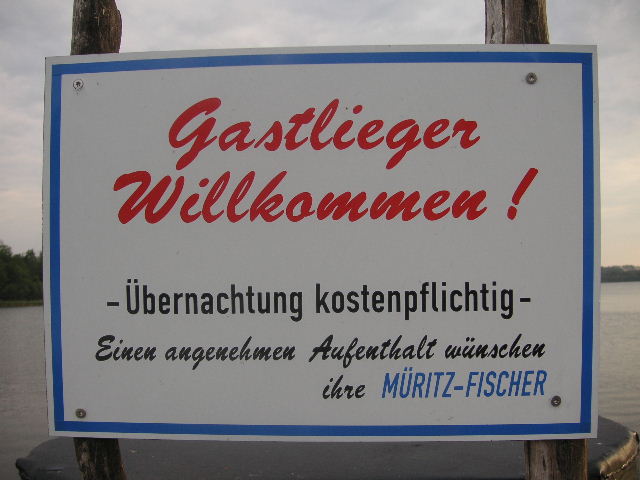 Gastlieger
Willkommen!
- Übernachtung kostenpflichtig -
Einen angenehmen Aufenthalt wünschen
ihre MÜRITZ-FISCHER